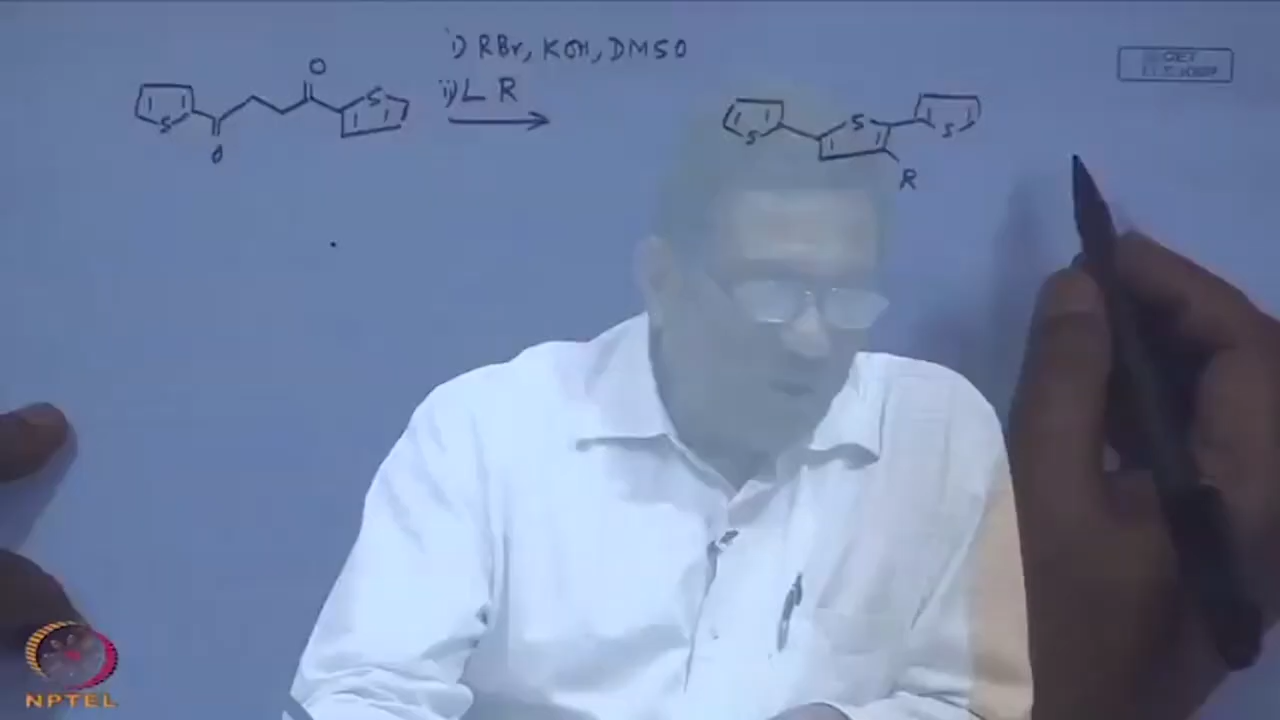 i) RBr, KOH, DMSO
ii) L R
O
S
O
S
S
S
S
R
NPTEL